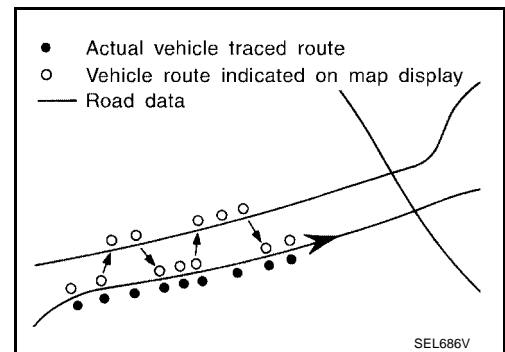 Actual vehicle traced route
Vehicle route indicated on map display
Road data
SEL686V